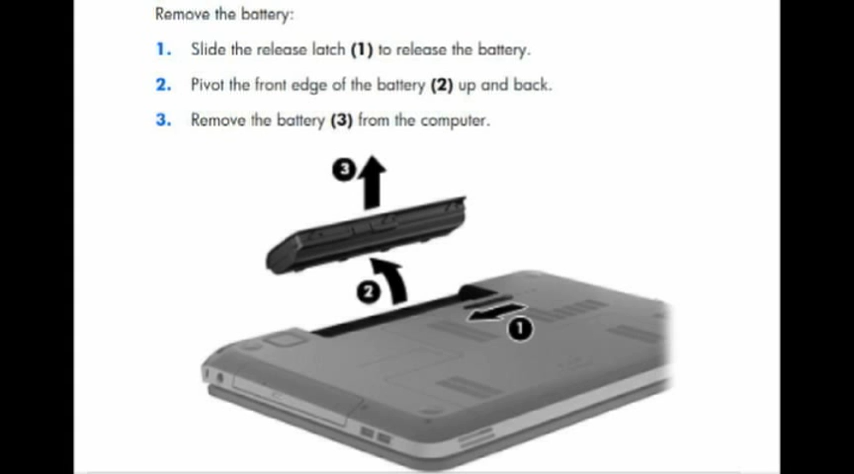 Remove the battery:
1. Slide the release latch (1) to release the battery.
2. Pivot the front edge of the battery (2) up and back.
3. Remove the battery (3) from the computer.
3
2
1